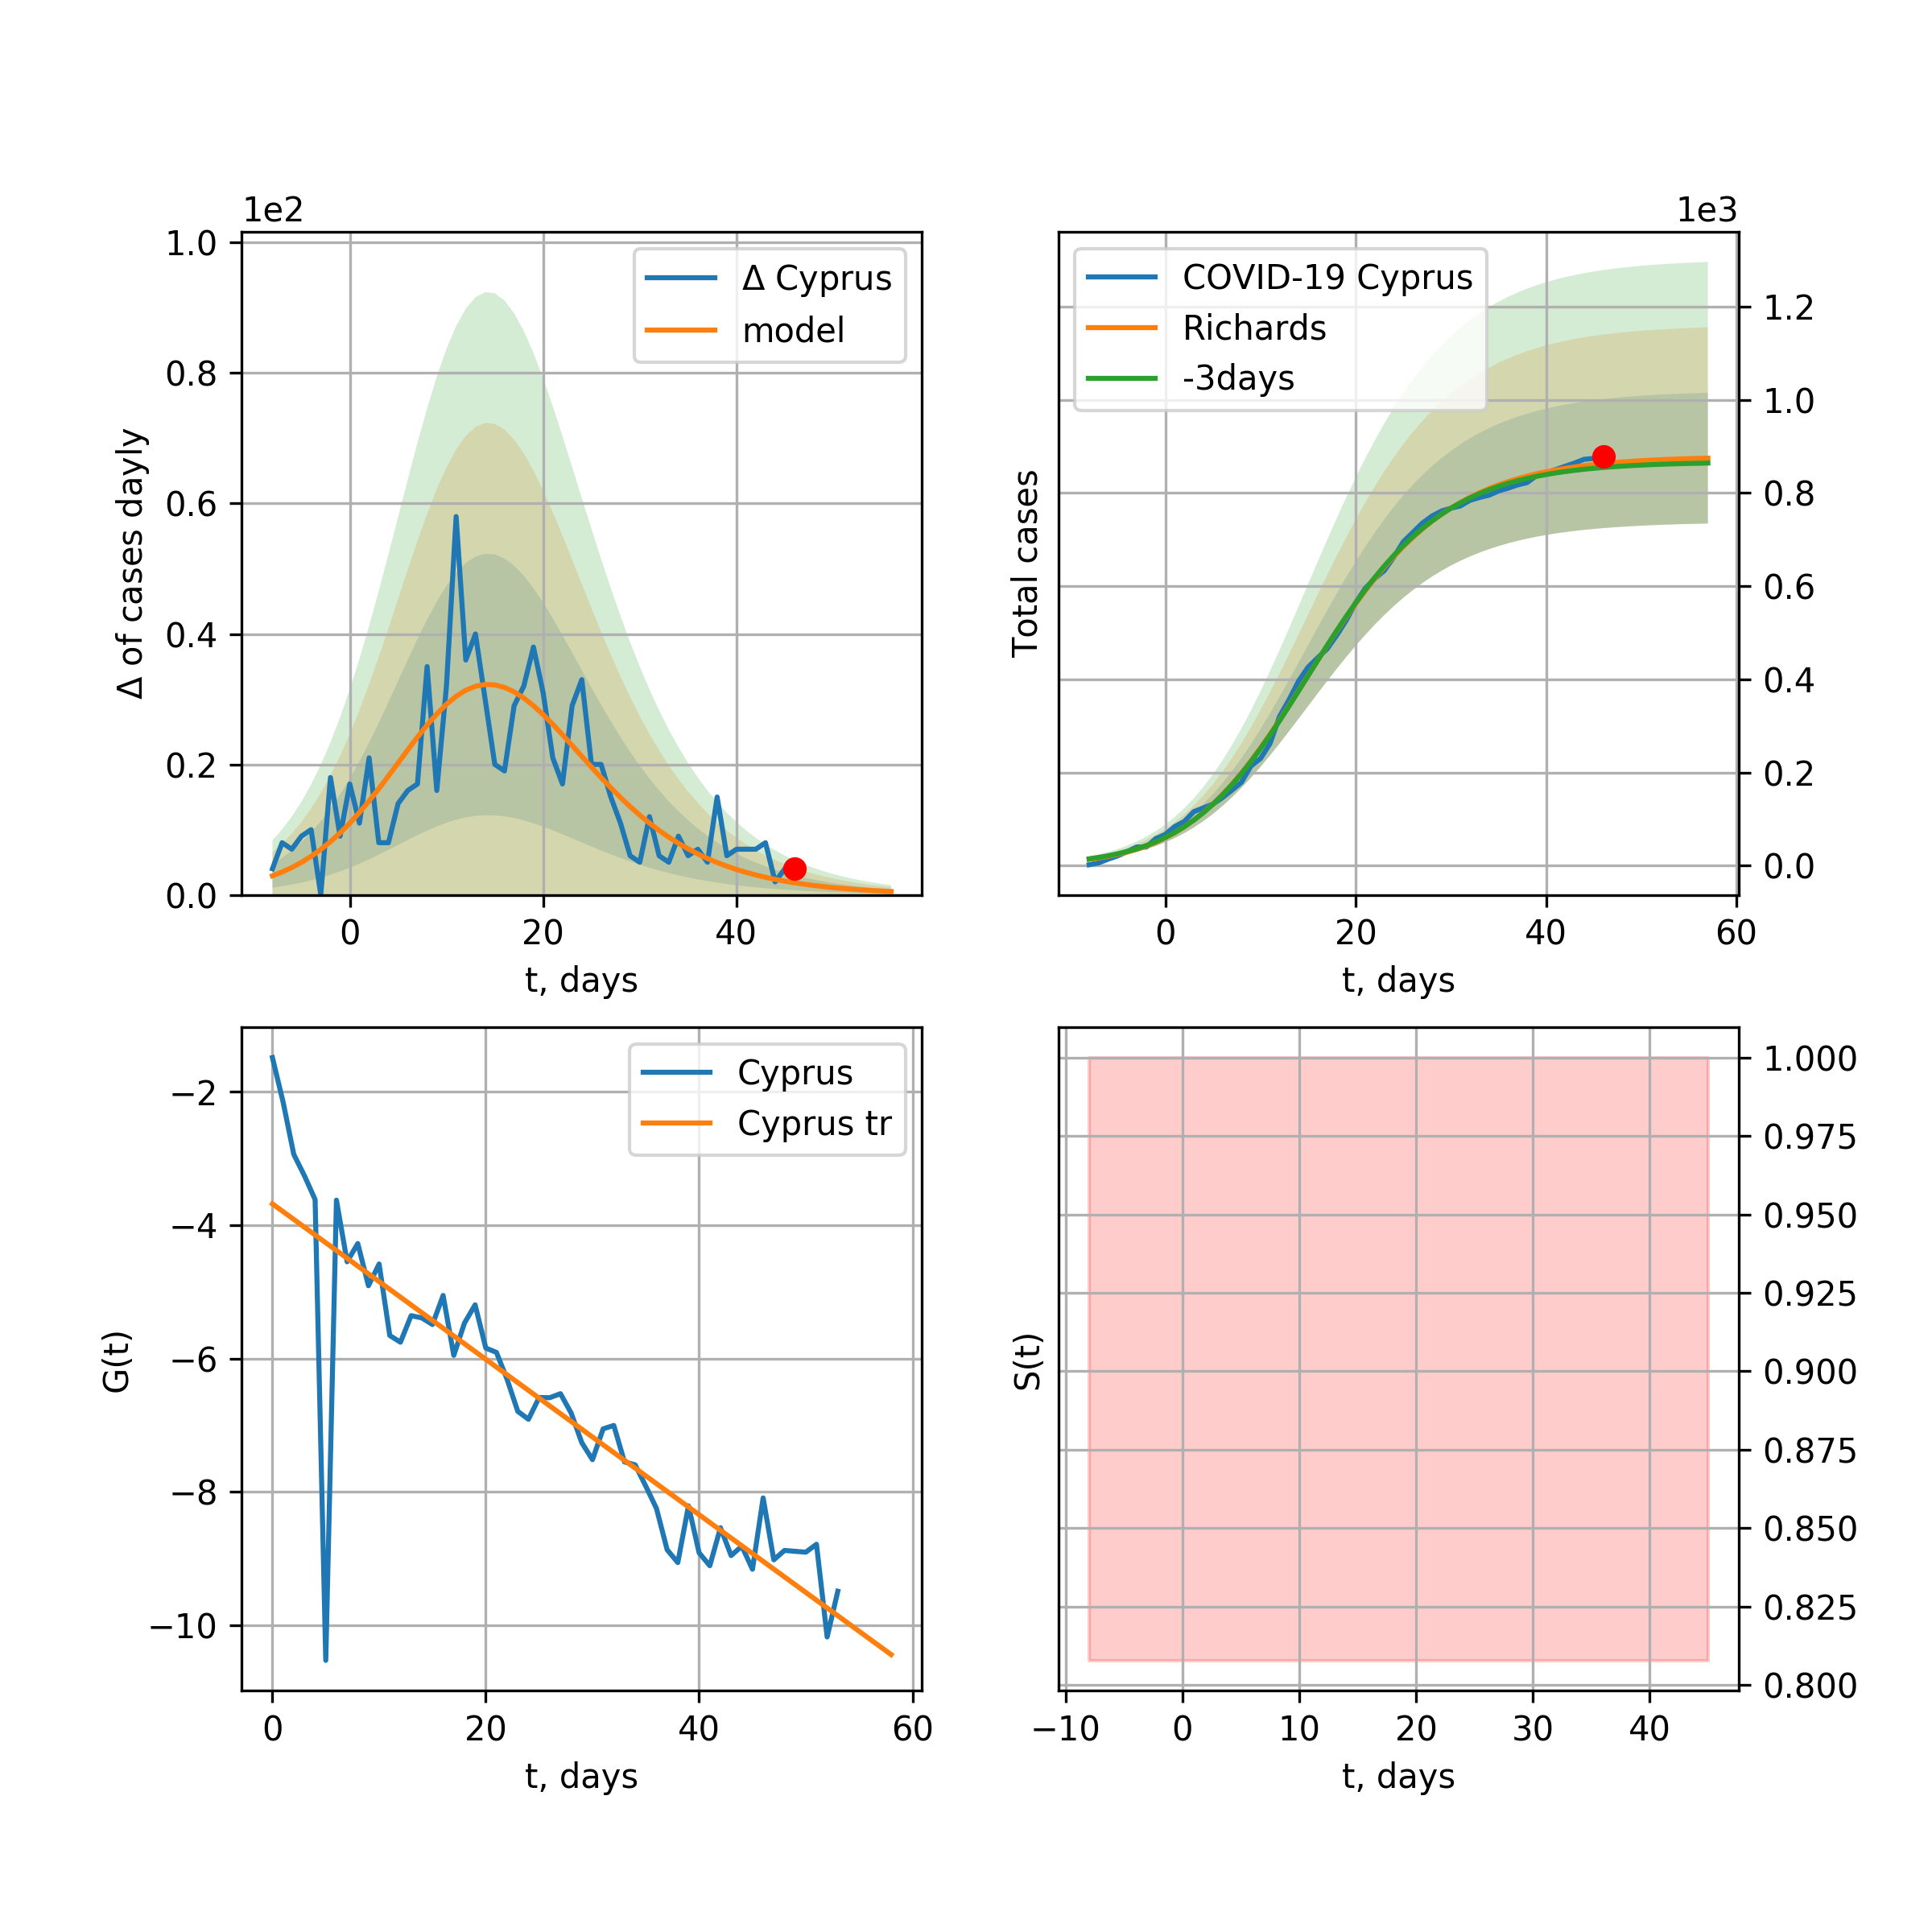 1e2
1.0
0.8
0.6
0.4
0.2
0.0
Δ of cases dayly
Δ Cyprus
model
0 20 40
t, days
1e3
COVID-19 Cyprus
Richards
-3days
Total cases
1.2
1.0
0.8
0.6
0.4
0.2
0.0
0 20 40 60
t, days
Cyprus
Cyprus tr
G(t)
−2
−4
−6
−8
−10
0 20 40 60
t, days
S(t)
1.000
0.975
0.950
0.925
0.900
0.875
0.850
0.825
0.800
−10 0 10 20 30 40
t, days